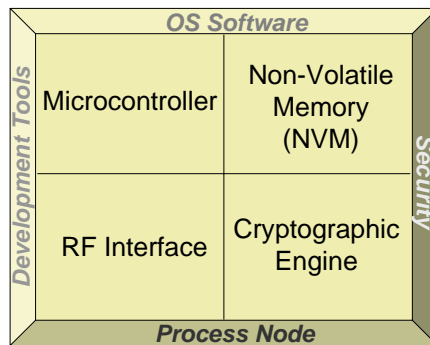 OS Software
Development Tools
Microcontroller
Non-Volatile
Memory
(NVM)
Security
RF Interface
Cryptographic
Engine
Process Node